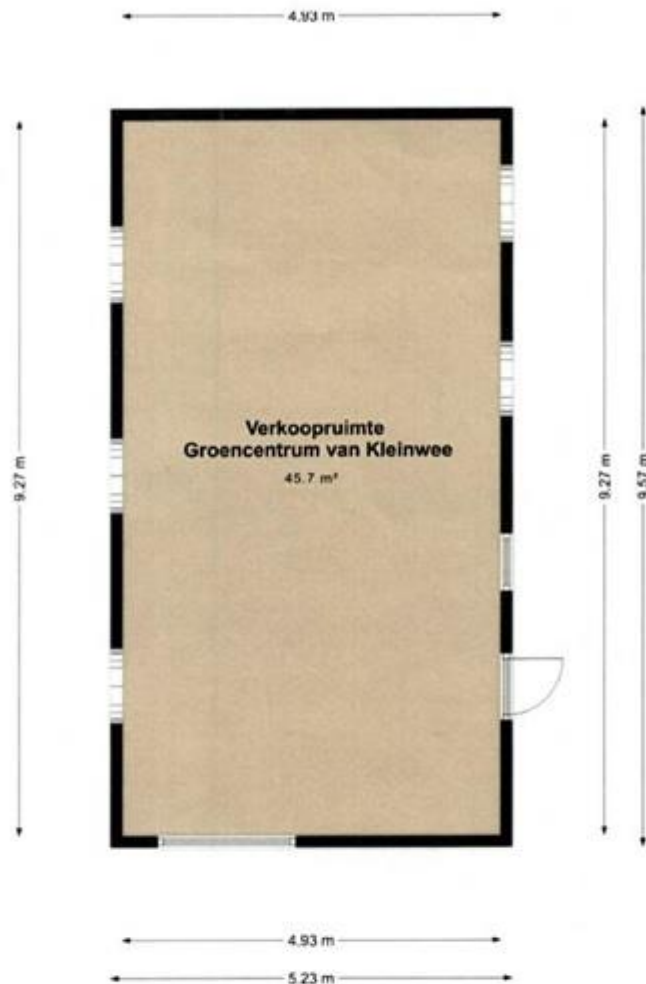 4.93 m
9.27 m
9.27 m
9.57 m
Verkoopruimte
Groencentrum van Kleinwee
45.7 m²
4.93 m
5.23 m